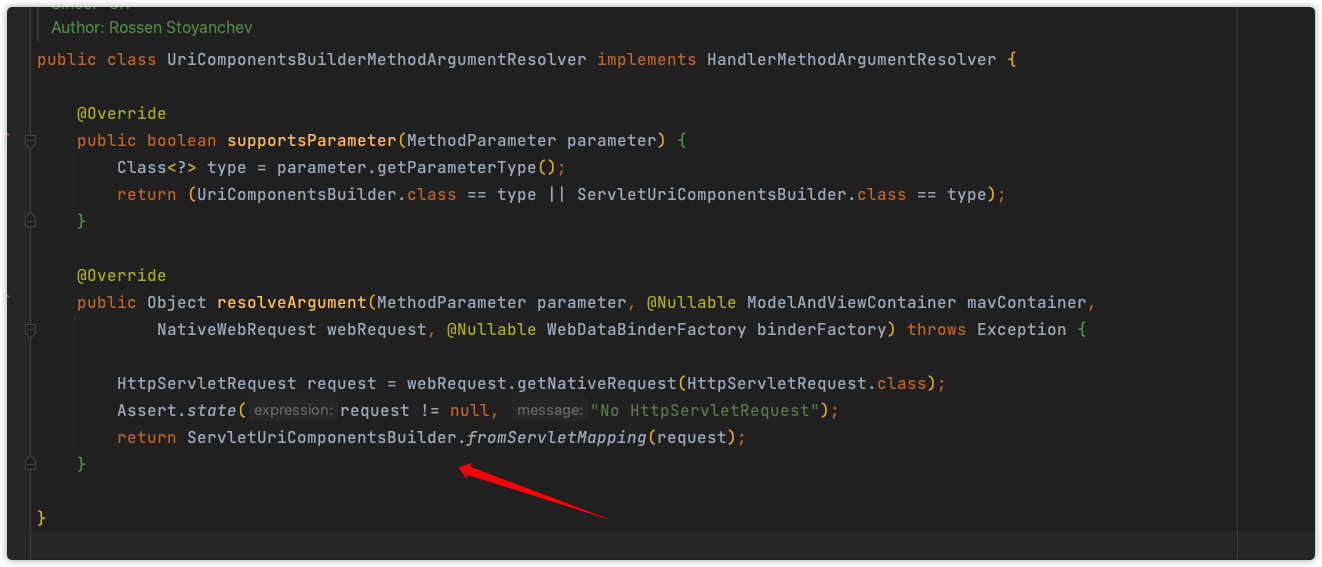 Author: Rossen Stoyanchev
public class UriComponentsBuilderMethodArgumentResolver implements HandlerMethodArgumentResolver {
@Override
public boolean supportsParameter(MethodParameter parameter) {
Class<?> type = parameter.getParameterType();
return (UriComponentsBuilder.class == type || ServletUriComponentsBuilder.class == type);
}
@Override
public Object resolveArgument(MethodParameter parameter, @Nullable ModelAndViewContainer mavContainer,
NativeWebRequest webRequest, @Nullable WebDataBinderFactory binderFactory) throws Exception {
HttpServletRequest request = webRequest.getNativeRequest(HttpServletRequest.class);
Assert.state( expression: request != null, message: "No HttpServletRequest");
return ServletUriComponentsBuilder.fromServletMapping(request);
}
}